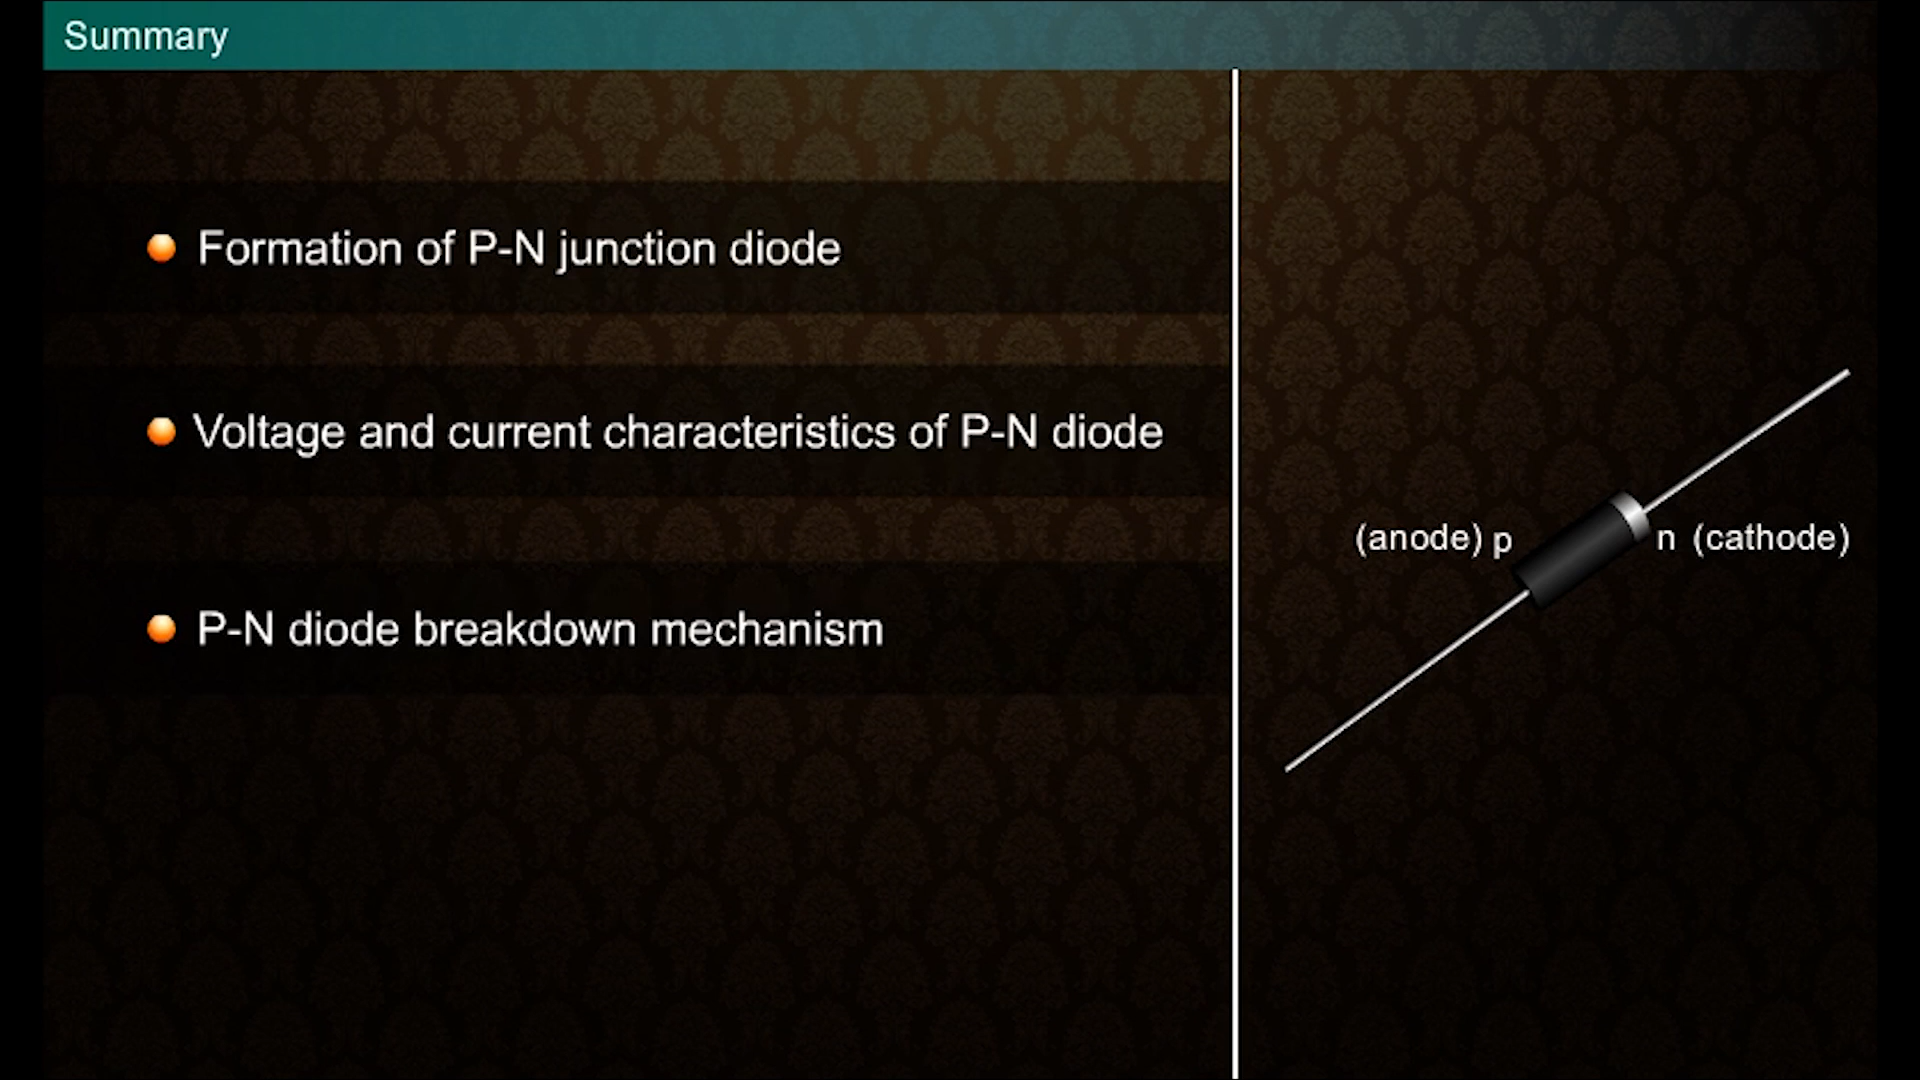 Summary
Formation of P-N junction diode
Voltage and current characteristics of P-N diode
P-N diode breakdown mechanism
(anode) p
n (cathode)